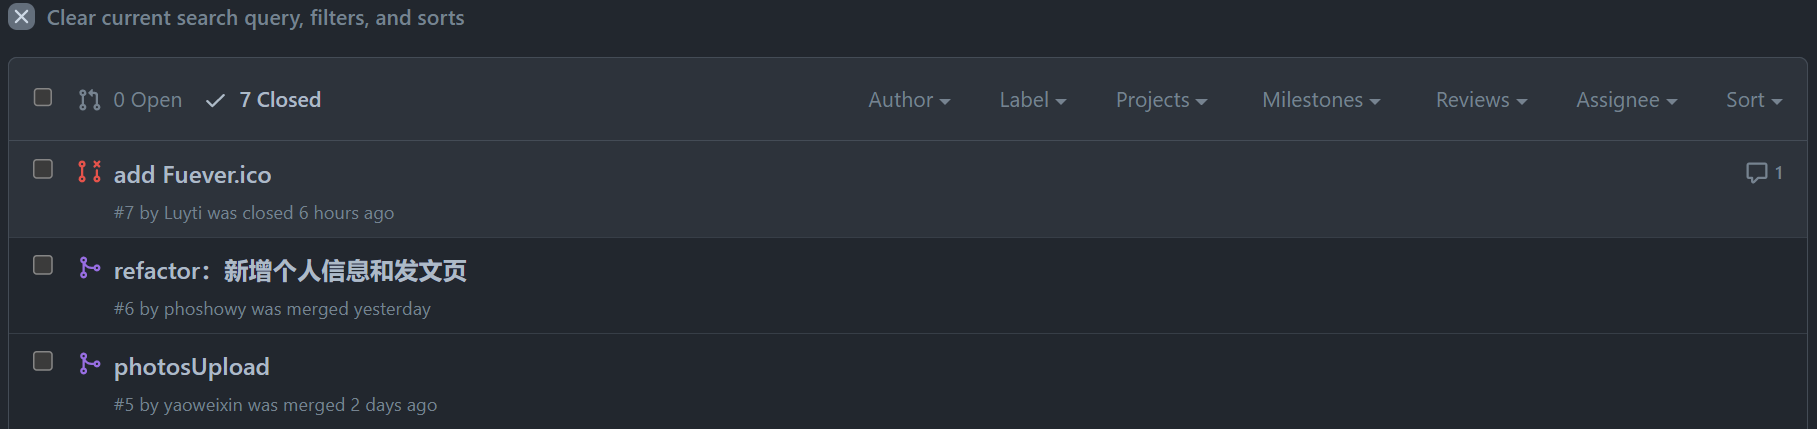 Clear current search query, filters, and sorts
0 Open 7 Closed Author Label Projects Milestones Reviews Assignee Sort
add Fuever.ico 1
#7 by Luyti was closed 6 hours ago
refactor：新增个人信息和发文页
#6 by phoshowy was merged yesterday
photosUpload
#5 by yaoweixin was merged 2 days ago